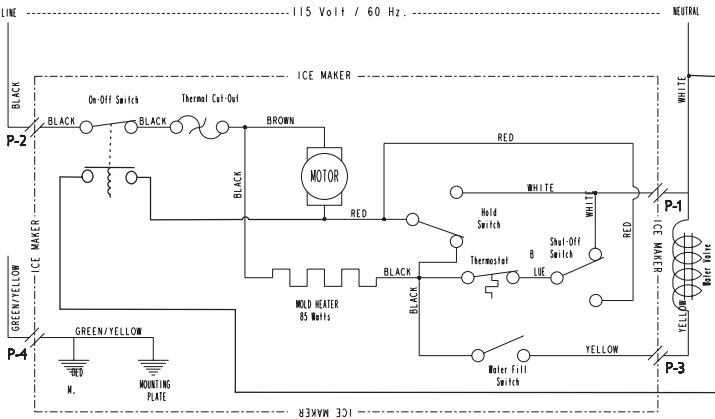 LINE
115 Volt / 60 Hz.
NEUTRAL
ICE MAKER
BLACK
WHITE
On-Off Switch
Thermal Cut-Out
BLACK
BLACK
BROWN
RED
P-2
MOTOR
BLACK
WHITE
P-1
RED
Hold
Switch
WHITE
RED
ICE MAKER
ICE MAKER
Shut-Off
Switch
Thermostat
B
LUE
BLACK
Water Valve
MOLD HEATER
85 Watts
BLACK
GREEN/YELLOW
YELLOW
GREEN/YELLOW
YELLOW
P-4
P-3
OLD
M,
MOUNTING
PLATE
Water Fill
Switch
ICE MAKER